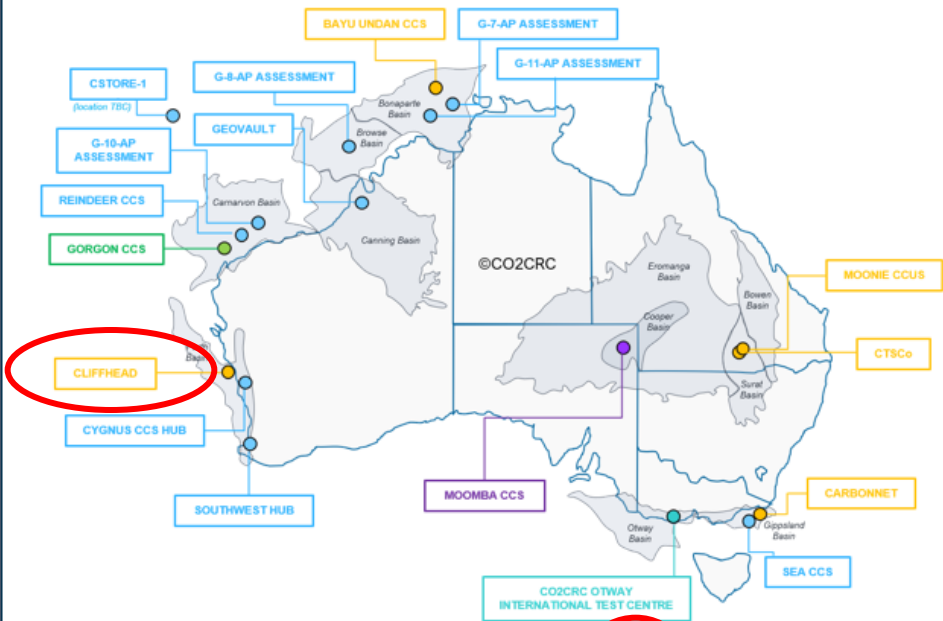 BAYU UNDAN CCS
G-7-AP ASSESSMENT
G-11-AP ASSESSMENT
G-8-AP ASSESSMENT
CSTORE-1
(location TBC)
Bonaparte
Basin
Browse
Basin
GEOVAULT
G-10-AP
ASSESSMENT
REINDEER CCS
Carnarvon Basin
GORGON CCS
Canning Basin
©CO2CRC
Eromanga
Basin
MOONIE CCUS
Bowen
Basin
Cooper
Basin
CTSCo
Basin
CLIFFHEAD
Surat
Basin
CYGNUS CCS HUB
MOOMBA CCS
CARBONNET
SOUTHWEST HUB
Otway
Basin
Gippsland
Basin
SEA CCS
CO2CRC OTWAY
INTERNATIONAL TEST CENTRE